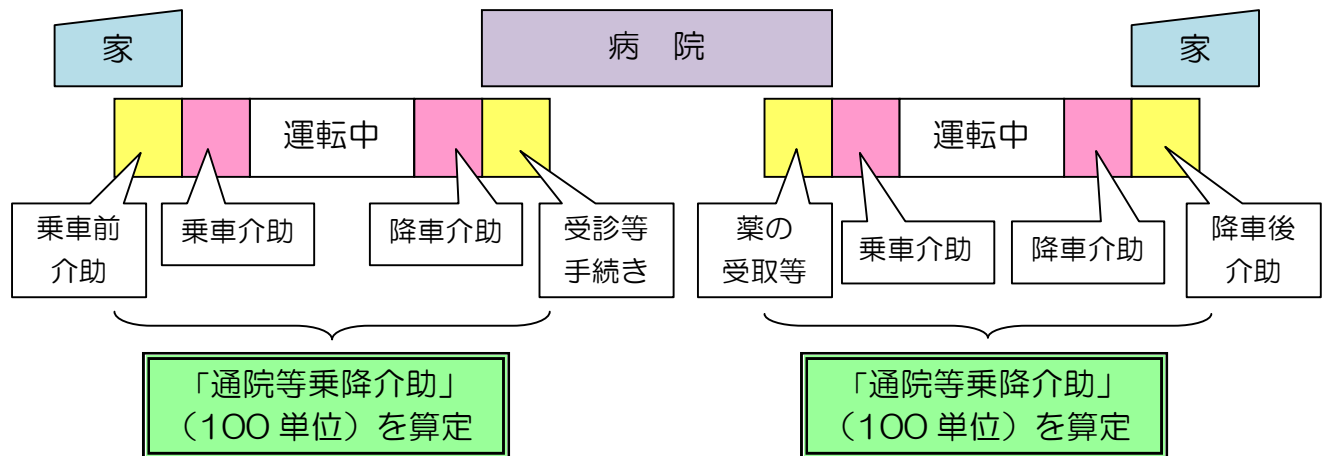 家
病 院
家
運転中
運転中
乗車前
介助
乗車介助
降車介助
受診等
手続き
薬の
受取等
乗車介助
降車介助
降車後
介助
「通院等乗降介助」
（100 単位）を算定
「通院等乗降介助」
（100 単位）を算定